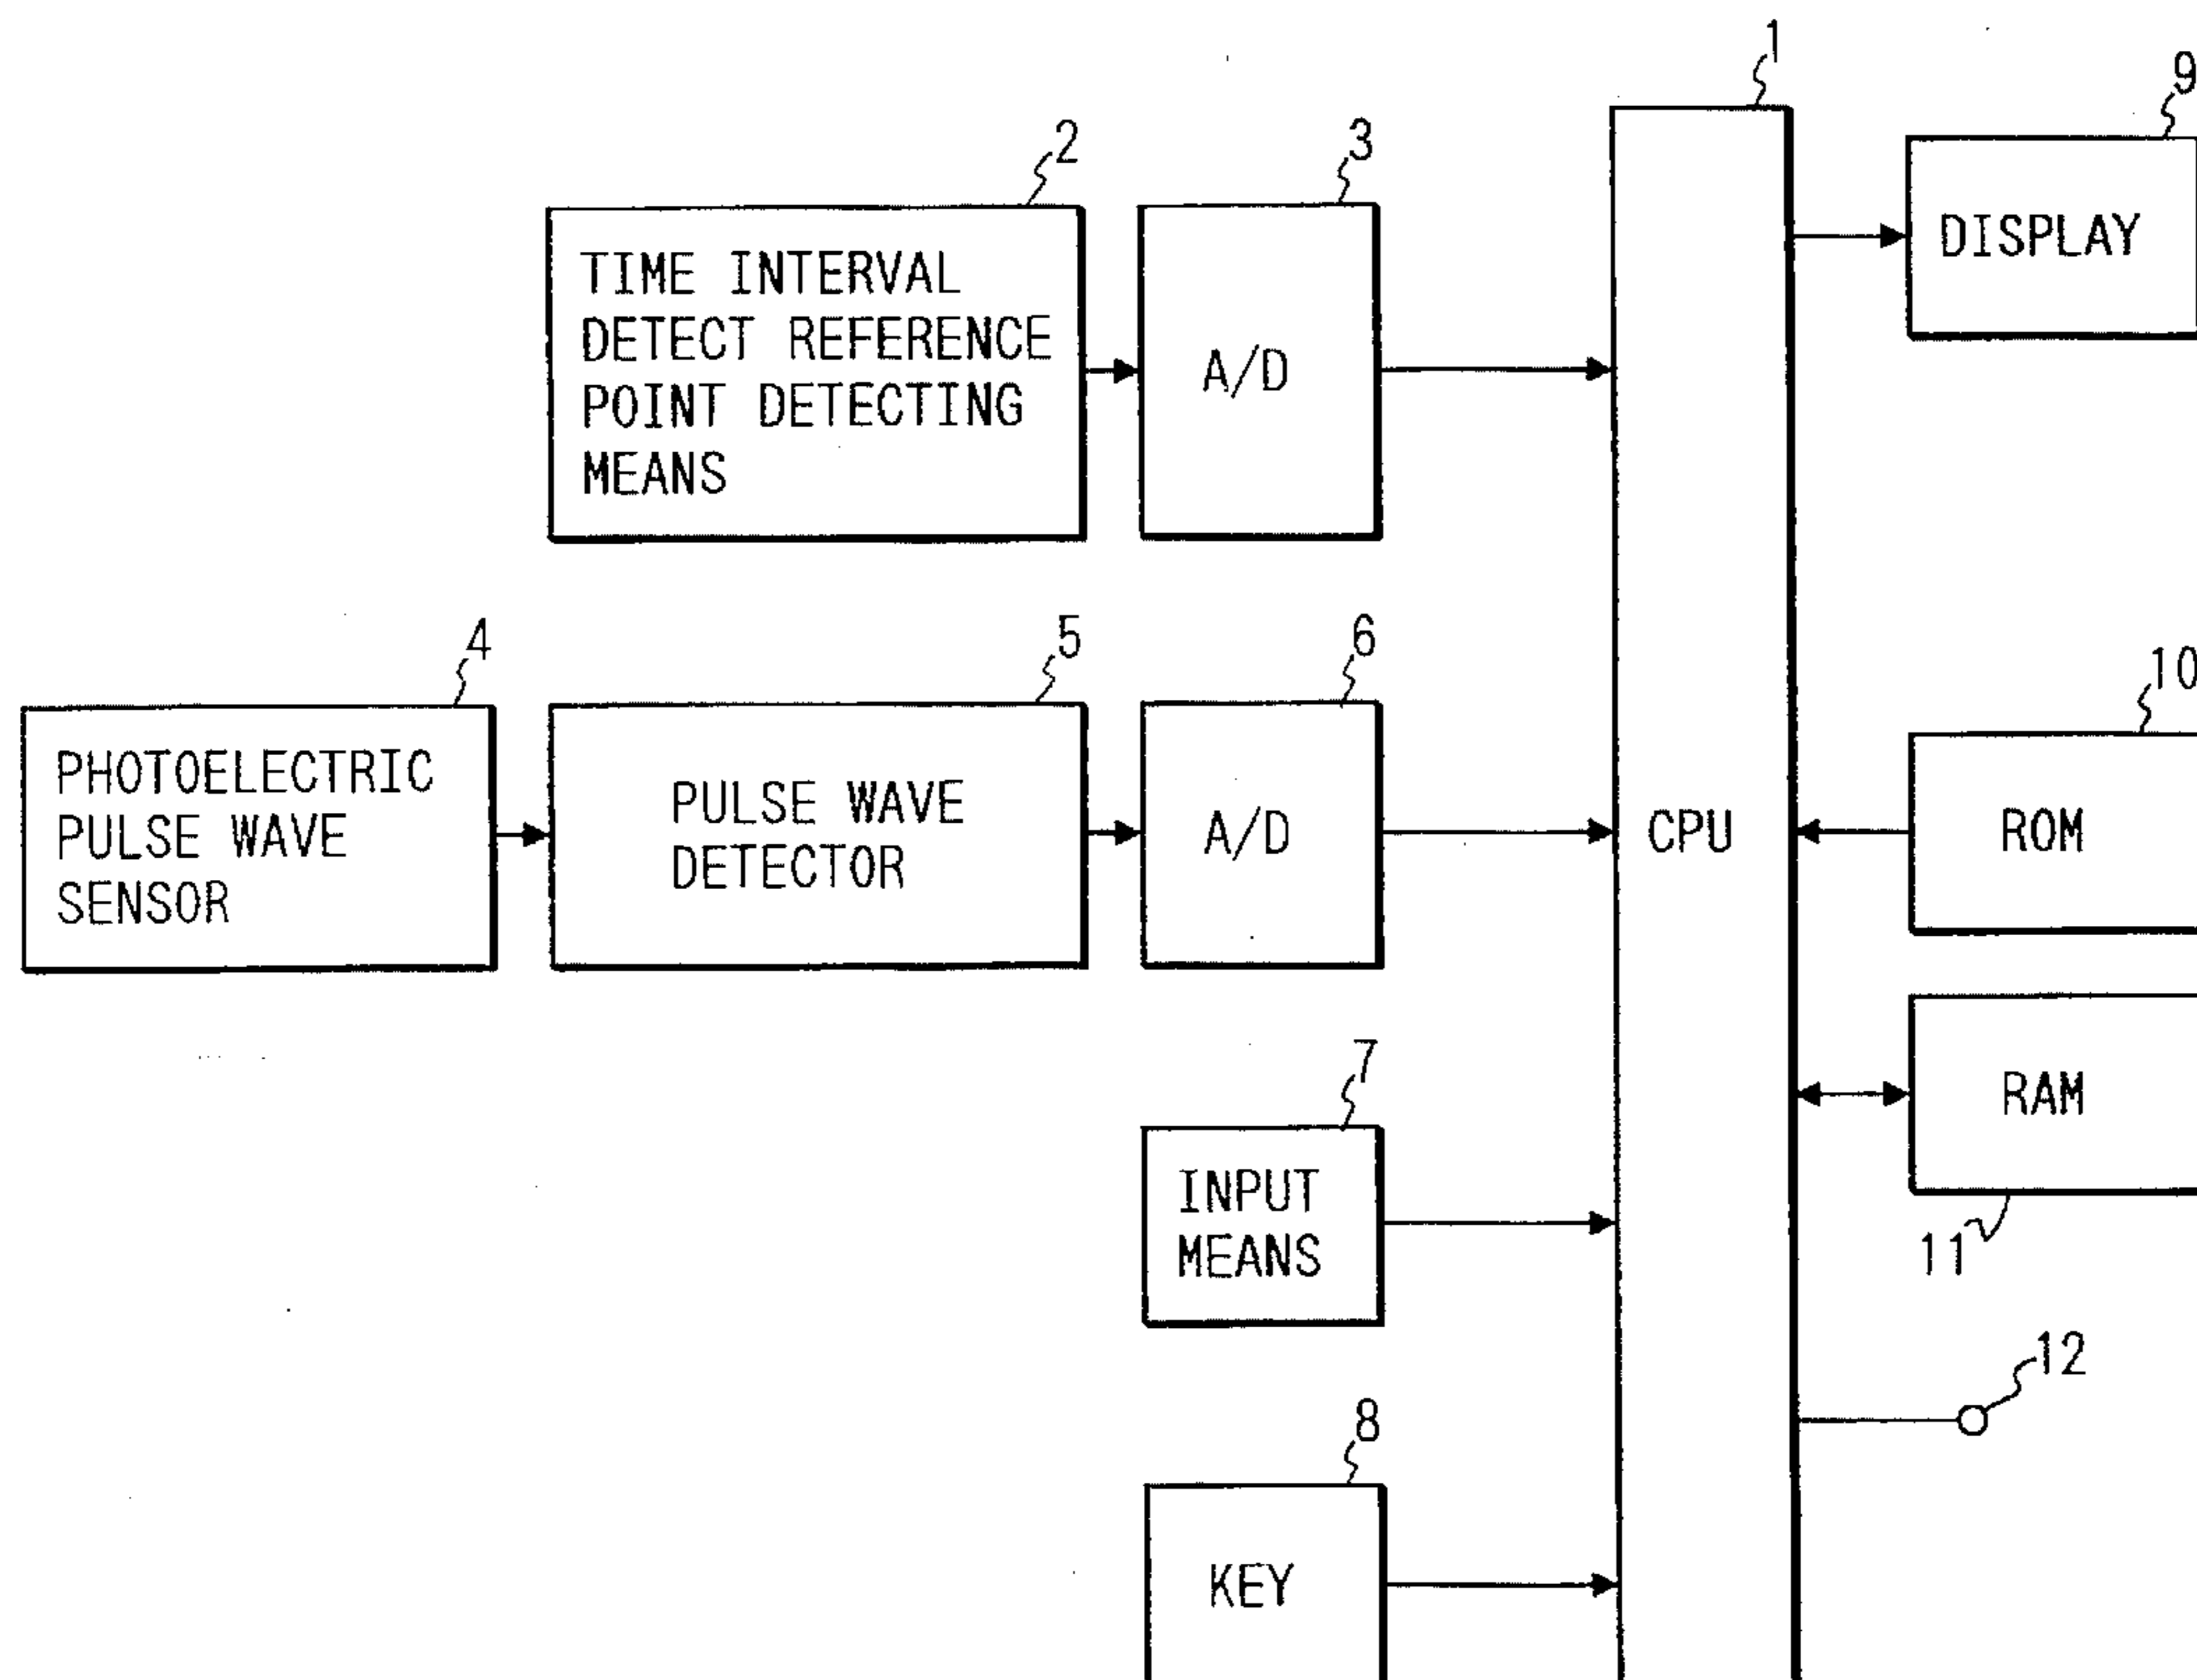 1
9
2
3
TIME INTERVAL
DETECT REFERENCE
POINT DETECTING
MEANS
A/D
DISPLAY
4
5
6
10
PHOTOELECTRIC
PULSE WAVE
SENSOR
PULSE WAVE
DETECTOR
A/D
CPU
ROM
7
INPUT
MEANS
RAM
11
12
8
KEY